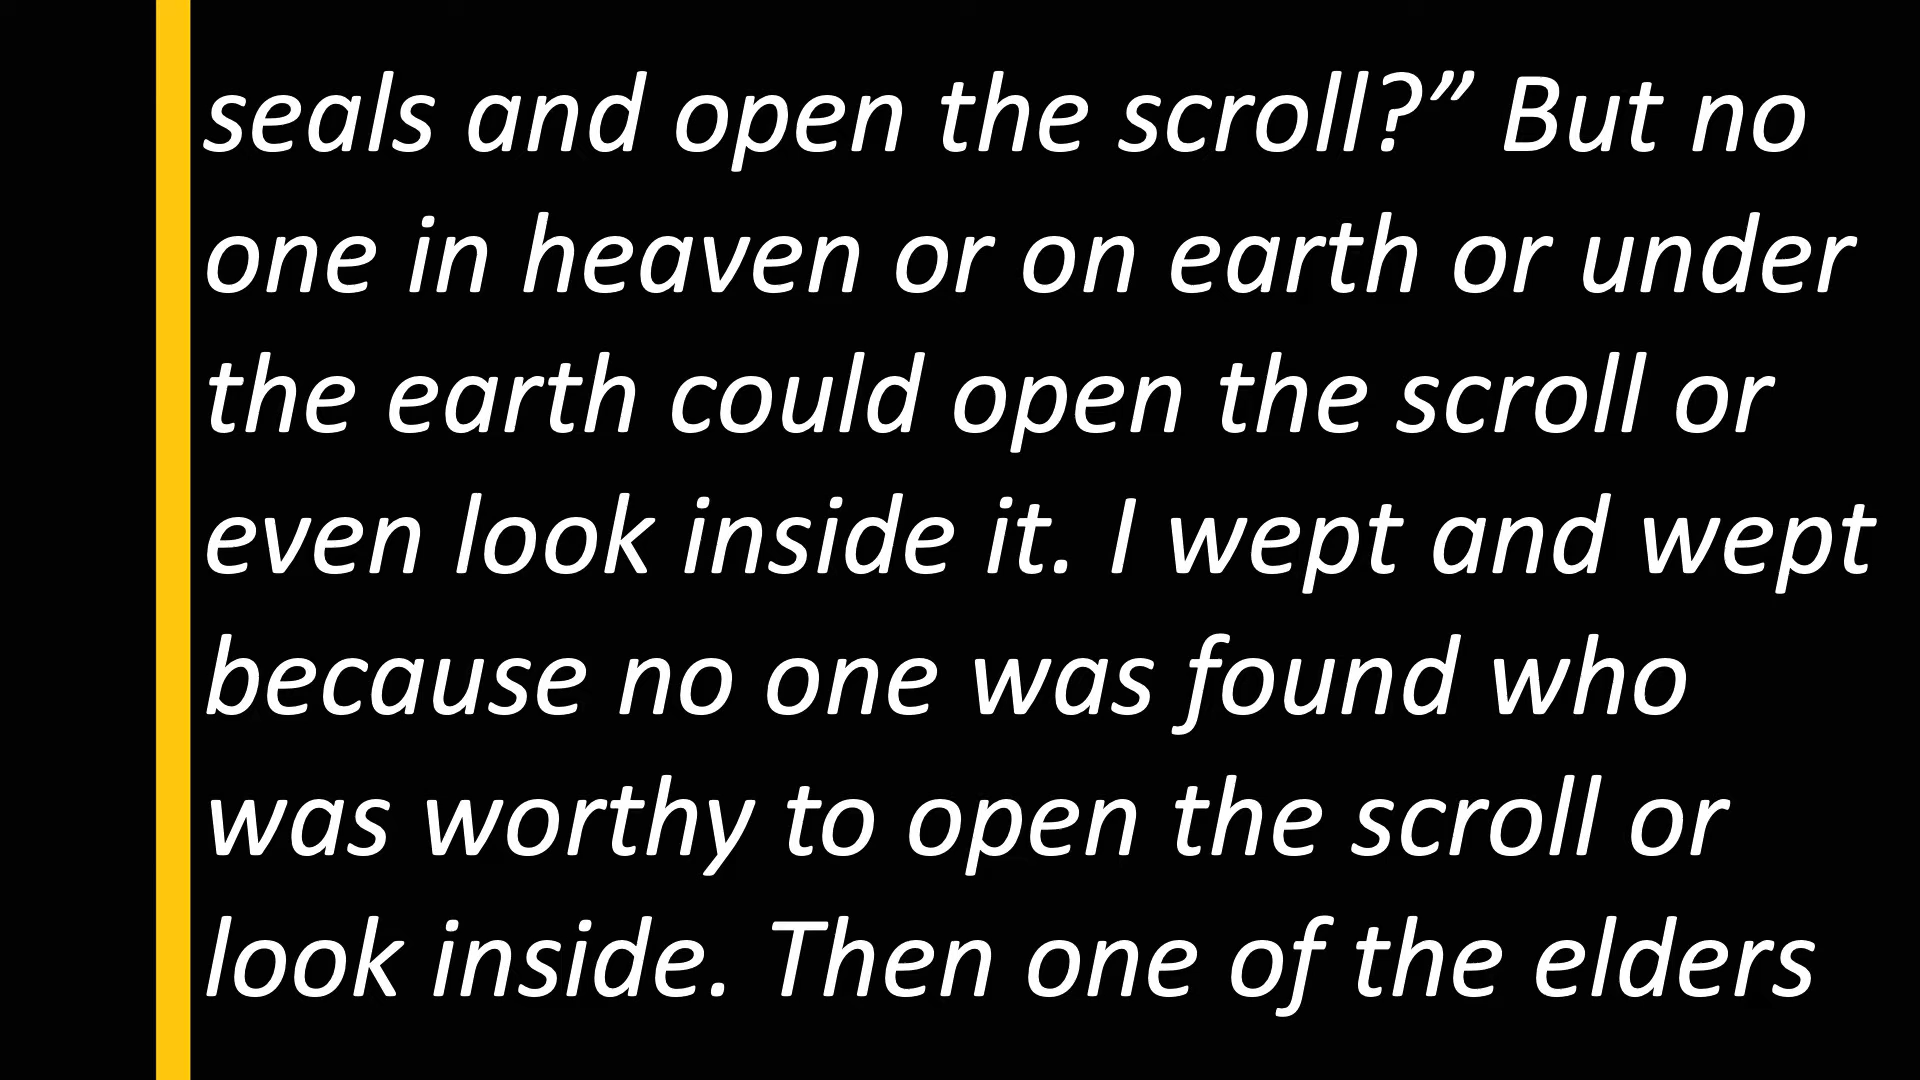 seals and open the scroll?” But no
one in heaven or on earth or under
the earth could open the scroll or
even look inside it. I wept and wept
because no one was found who
was worthy to open the scroll or
look inside. Then one of the elders